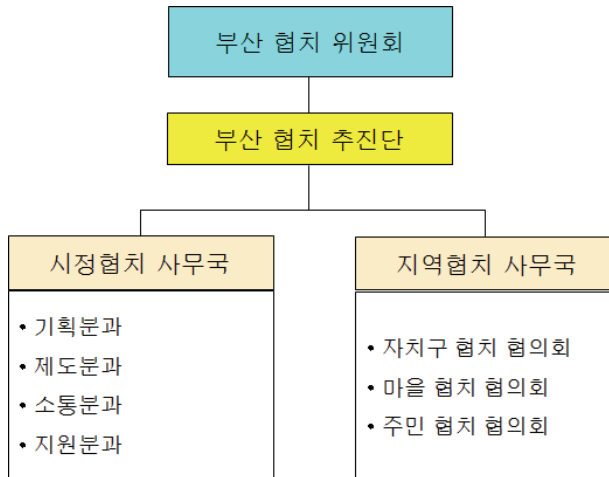 부산 협치 위원회
부산 협치 추진단
시정협치 사무국
• 기획분과
• 제도분과
• 소통분과
• 지원분과
지역협치 사무국
• 자치구 협치 협의회
• 마을 협치 협의회
• 주민 협치 협의회